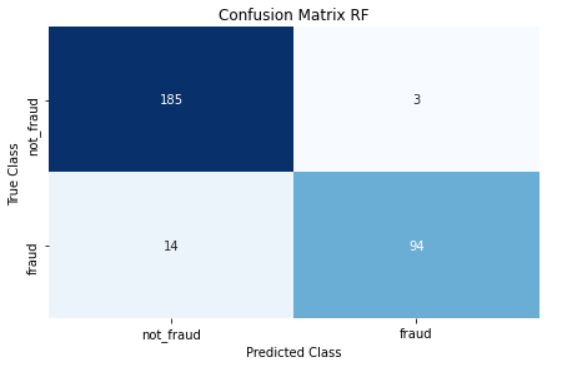 Confusion Matrix RF
True Class
not_fraud
185
3
fraud
14
94
not_fraud
fraud
Predicted Class